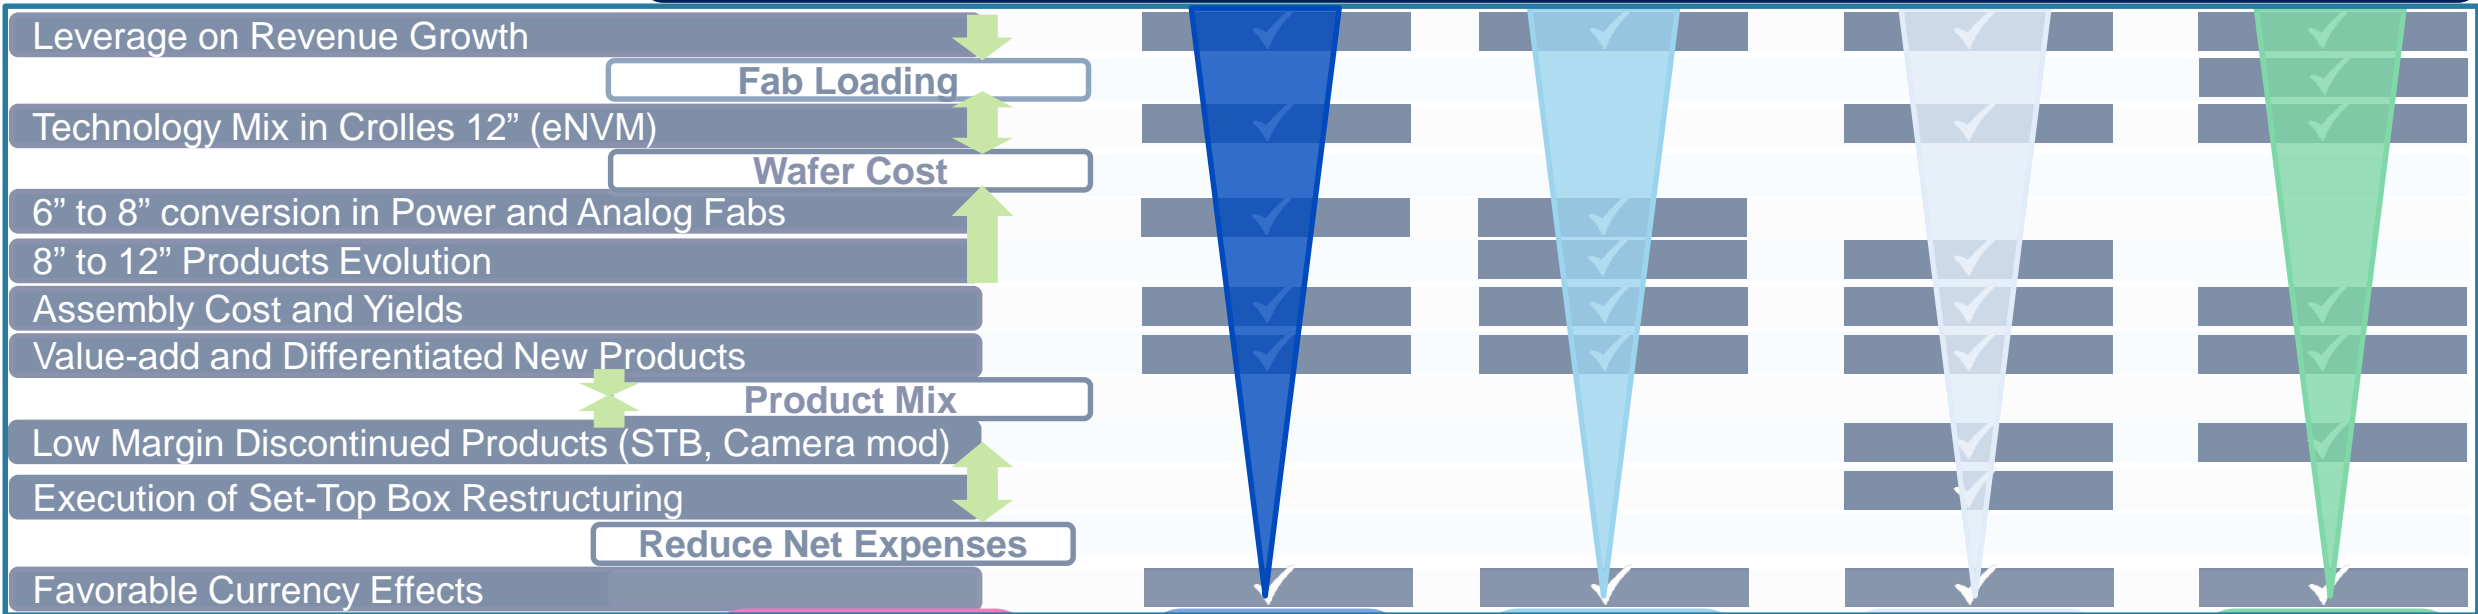 Leverage on Revenue Growth
Fab Loading
Technology Mix in Crolles 12” (eNVM)
Wafer Cost
6” to 8” conversion in Power and Analog Fabs
8” to 12” Products Evolution
Assembly Cost and Yields
Value-add and Differentiated New Products
Product Mix
Low Margin Discontinued Products (STB, Camera mod)
Execution of Set-Top Box Restructuring
Reduce Net Expenses
Favorable Currency Effects